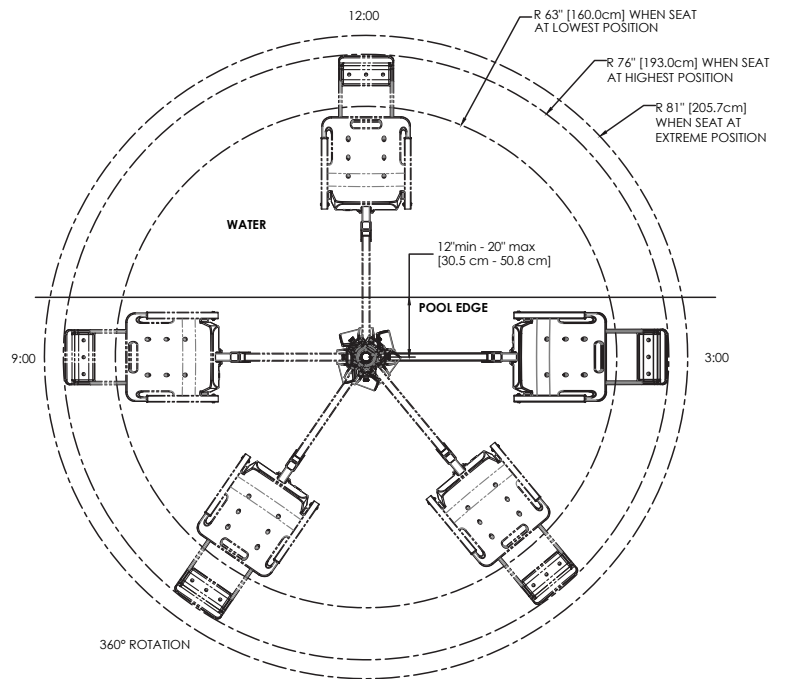 12:00
R 63" [160.0cm] WHEN SEAT
AT LOWEST POSITION
R 76" [193.0cm] WHEN SEAT
AT HIGHEST POSITION
R 81" [205.7cm]
WHEN SEAT AT
EXTREME POSITION
WATER
12"min - 20" max
[30.5 cm - 50.8 cm]
POOL EDGE
9:00
3:00
360° ROTATION